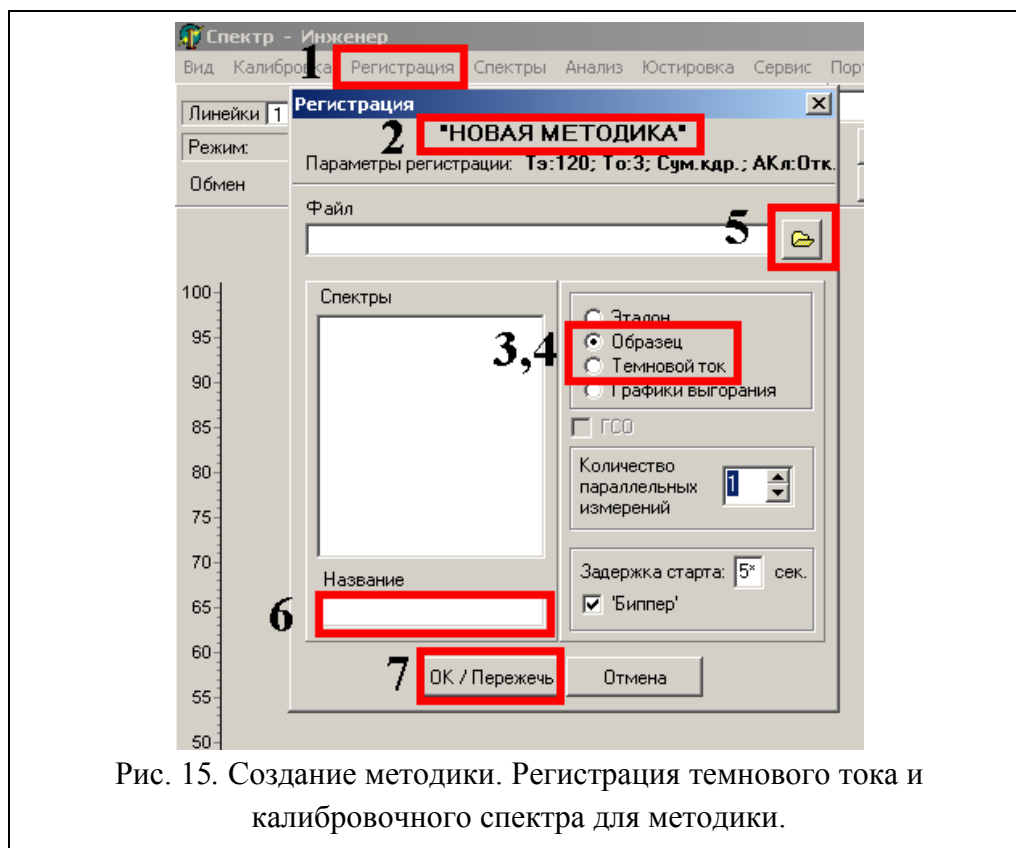 Спектр - Инженер
Вид Калибровка Регистрация Спектры Анализ Юстировка Сервис
1
Линейки 1
Режим:
Обмен
Регистрация
2 "НОВАЯ МЕТОДИКА"
Параметры регистрации: Тэ:120; То:3; Сум.кдр.; АКл:Отк.
Файл
5
Спектры
Эталон
3,4
Образец
Темновой ток
Графики выгорания
ГСО
Количество
параллельных
измерений
1
Задержка старта: 5* сек.
'Биппер'
Название
6
7 ОК / Пережечь Отмена
100
95
90
85
80
75
70
65
60
55
50
Рис. 15. Создание методики. Регистрация темнового тока и
калибровочного спектра для методики.